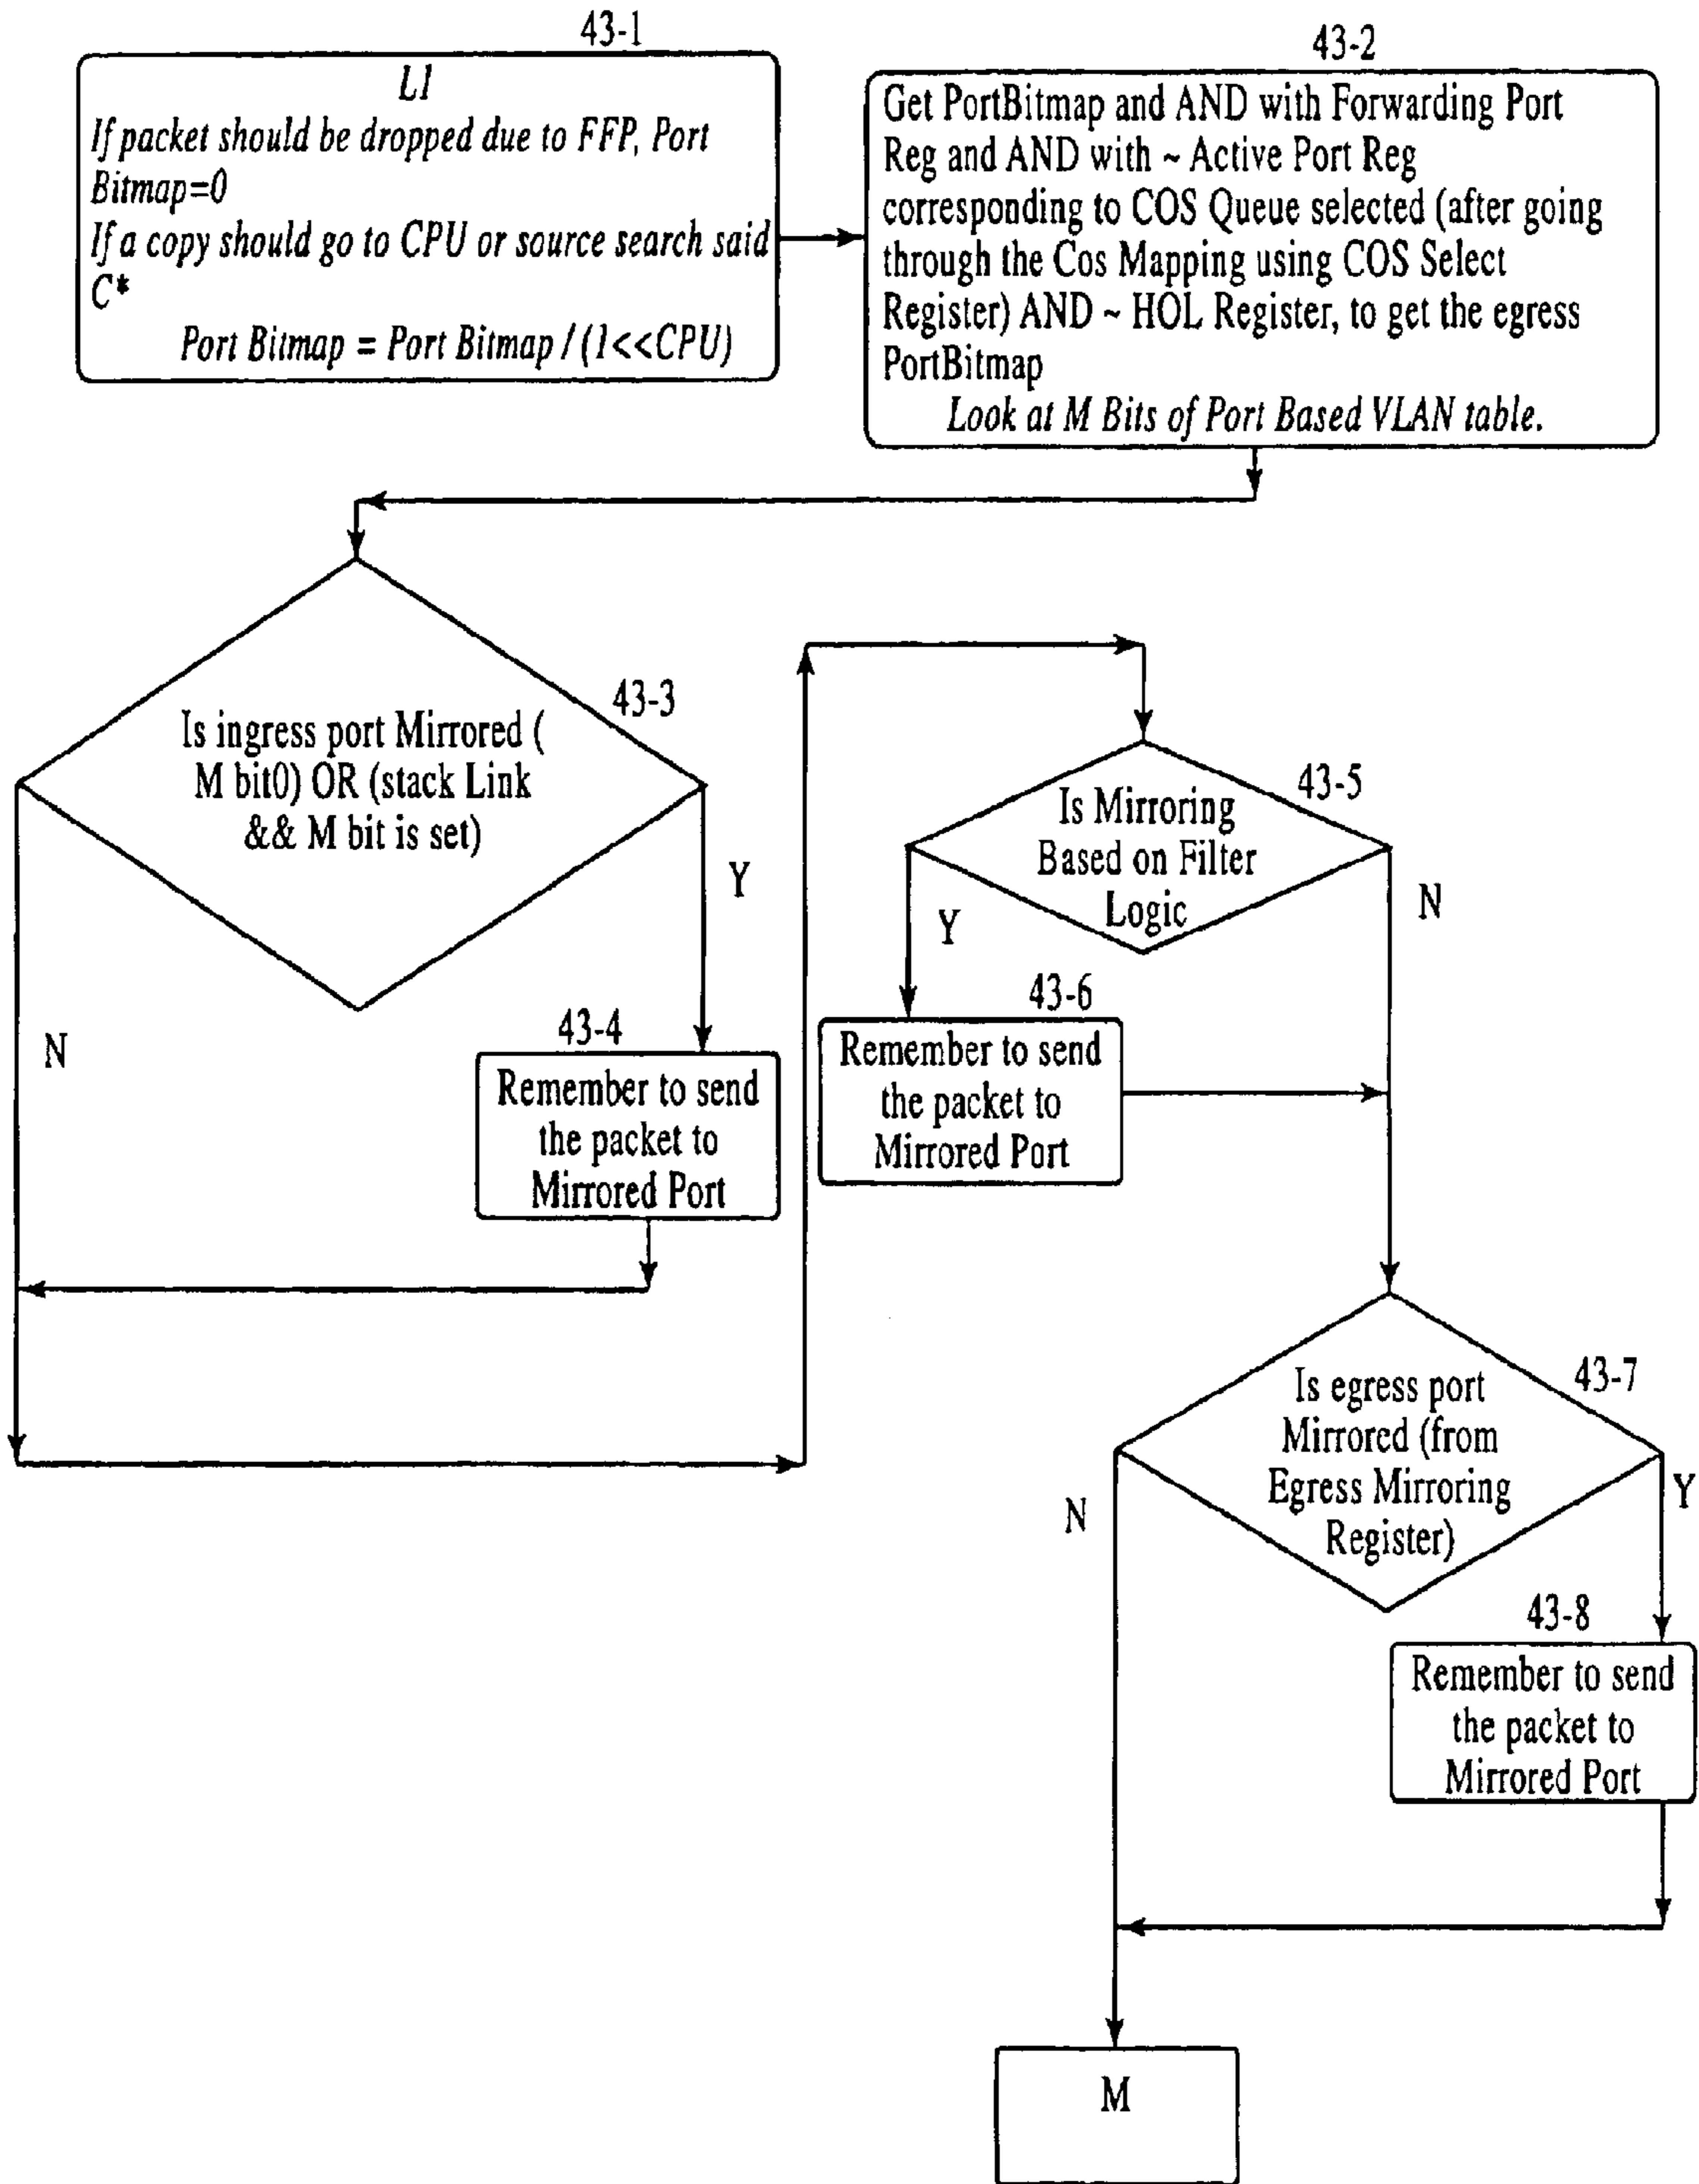 43-1
L1
If packet should be dropped due to FFP, Port
Bitmap=0
If a copy should go to CPU or source search said
C*
Port Bitmap = Port Bitmap / (1<<CPU)
43-2
Get PortBitmap and AND with Forwarding Port
Reg and AND with ~ Active Port Reg
corresponding to COS Queue selected (after going
through the Cos Mapping using COS Select
Register) AND ~ HOL Register, to get the egress
PortBitmap
Look at M Bits of Port Based VLAN table.
43-3
Is ingress port Mirrored (
M bit0) OR (stack Link
&& M bit is set)
Y
N
43-4
Remember to send
the packet to
Mirrored Port
43-5
Is Mirroring
Based on Filter
Logic
Y
N
43-6
Remember to send
the packet to
Mirrored Port
43-7
Is egress port
Mirrored (from
Egress Mirroring
Register)
N
Y
43-8
Remember to send
the packet to
Mirrored Port
M